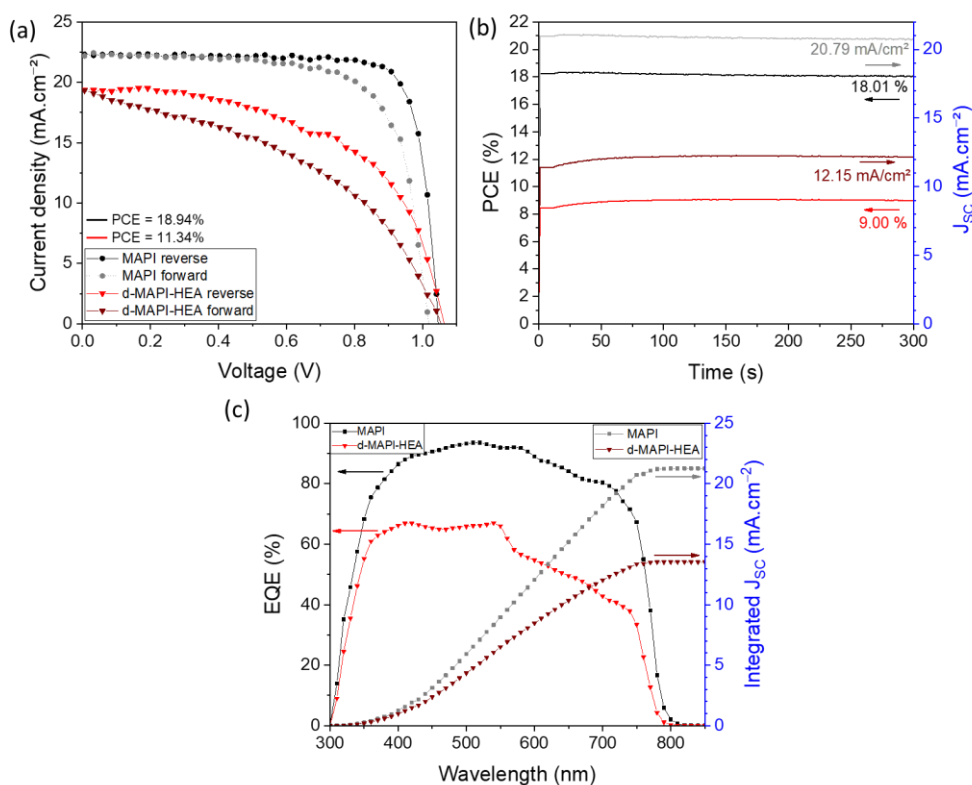 (a)
25
20
15
10
5
0
Current density (mA.cm⁻²)
PCE = 18.94%
PCE = 11.34%
MAPI reverse
MAPI forward
d-MAPI-HEA reverse
d-MAPI-HEA forward
0.0 0.2 0.4 0.6 0.8 1.0
Voltage (V)
(b)
22
20
18
16
14
12
10
8
6
4
2
0
PCE (%)
20.79 mA/cm²
18.01 %
12.15 mA/cm²
9.00 %
20
15
10
5
0
J_SC (mA.cm⁻²)
0 50 100 150 200 250 300
Time (s)
(c)
100
80
60
40
20
0
EQE (%)
MAPI
d-MAPI-HEA
MAPI
d-MAPI-HEA
25
20
15
10
5
0
Integrated J_SC (mA.cm⁻²)
300 400 500 600 700 800
Wavelength (nm)